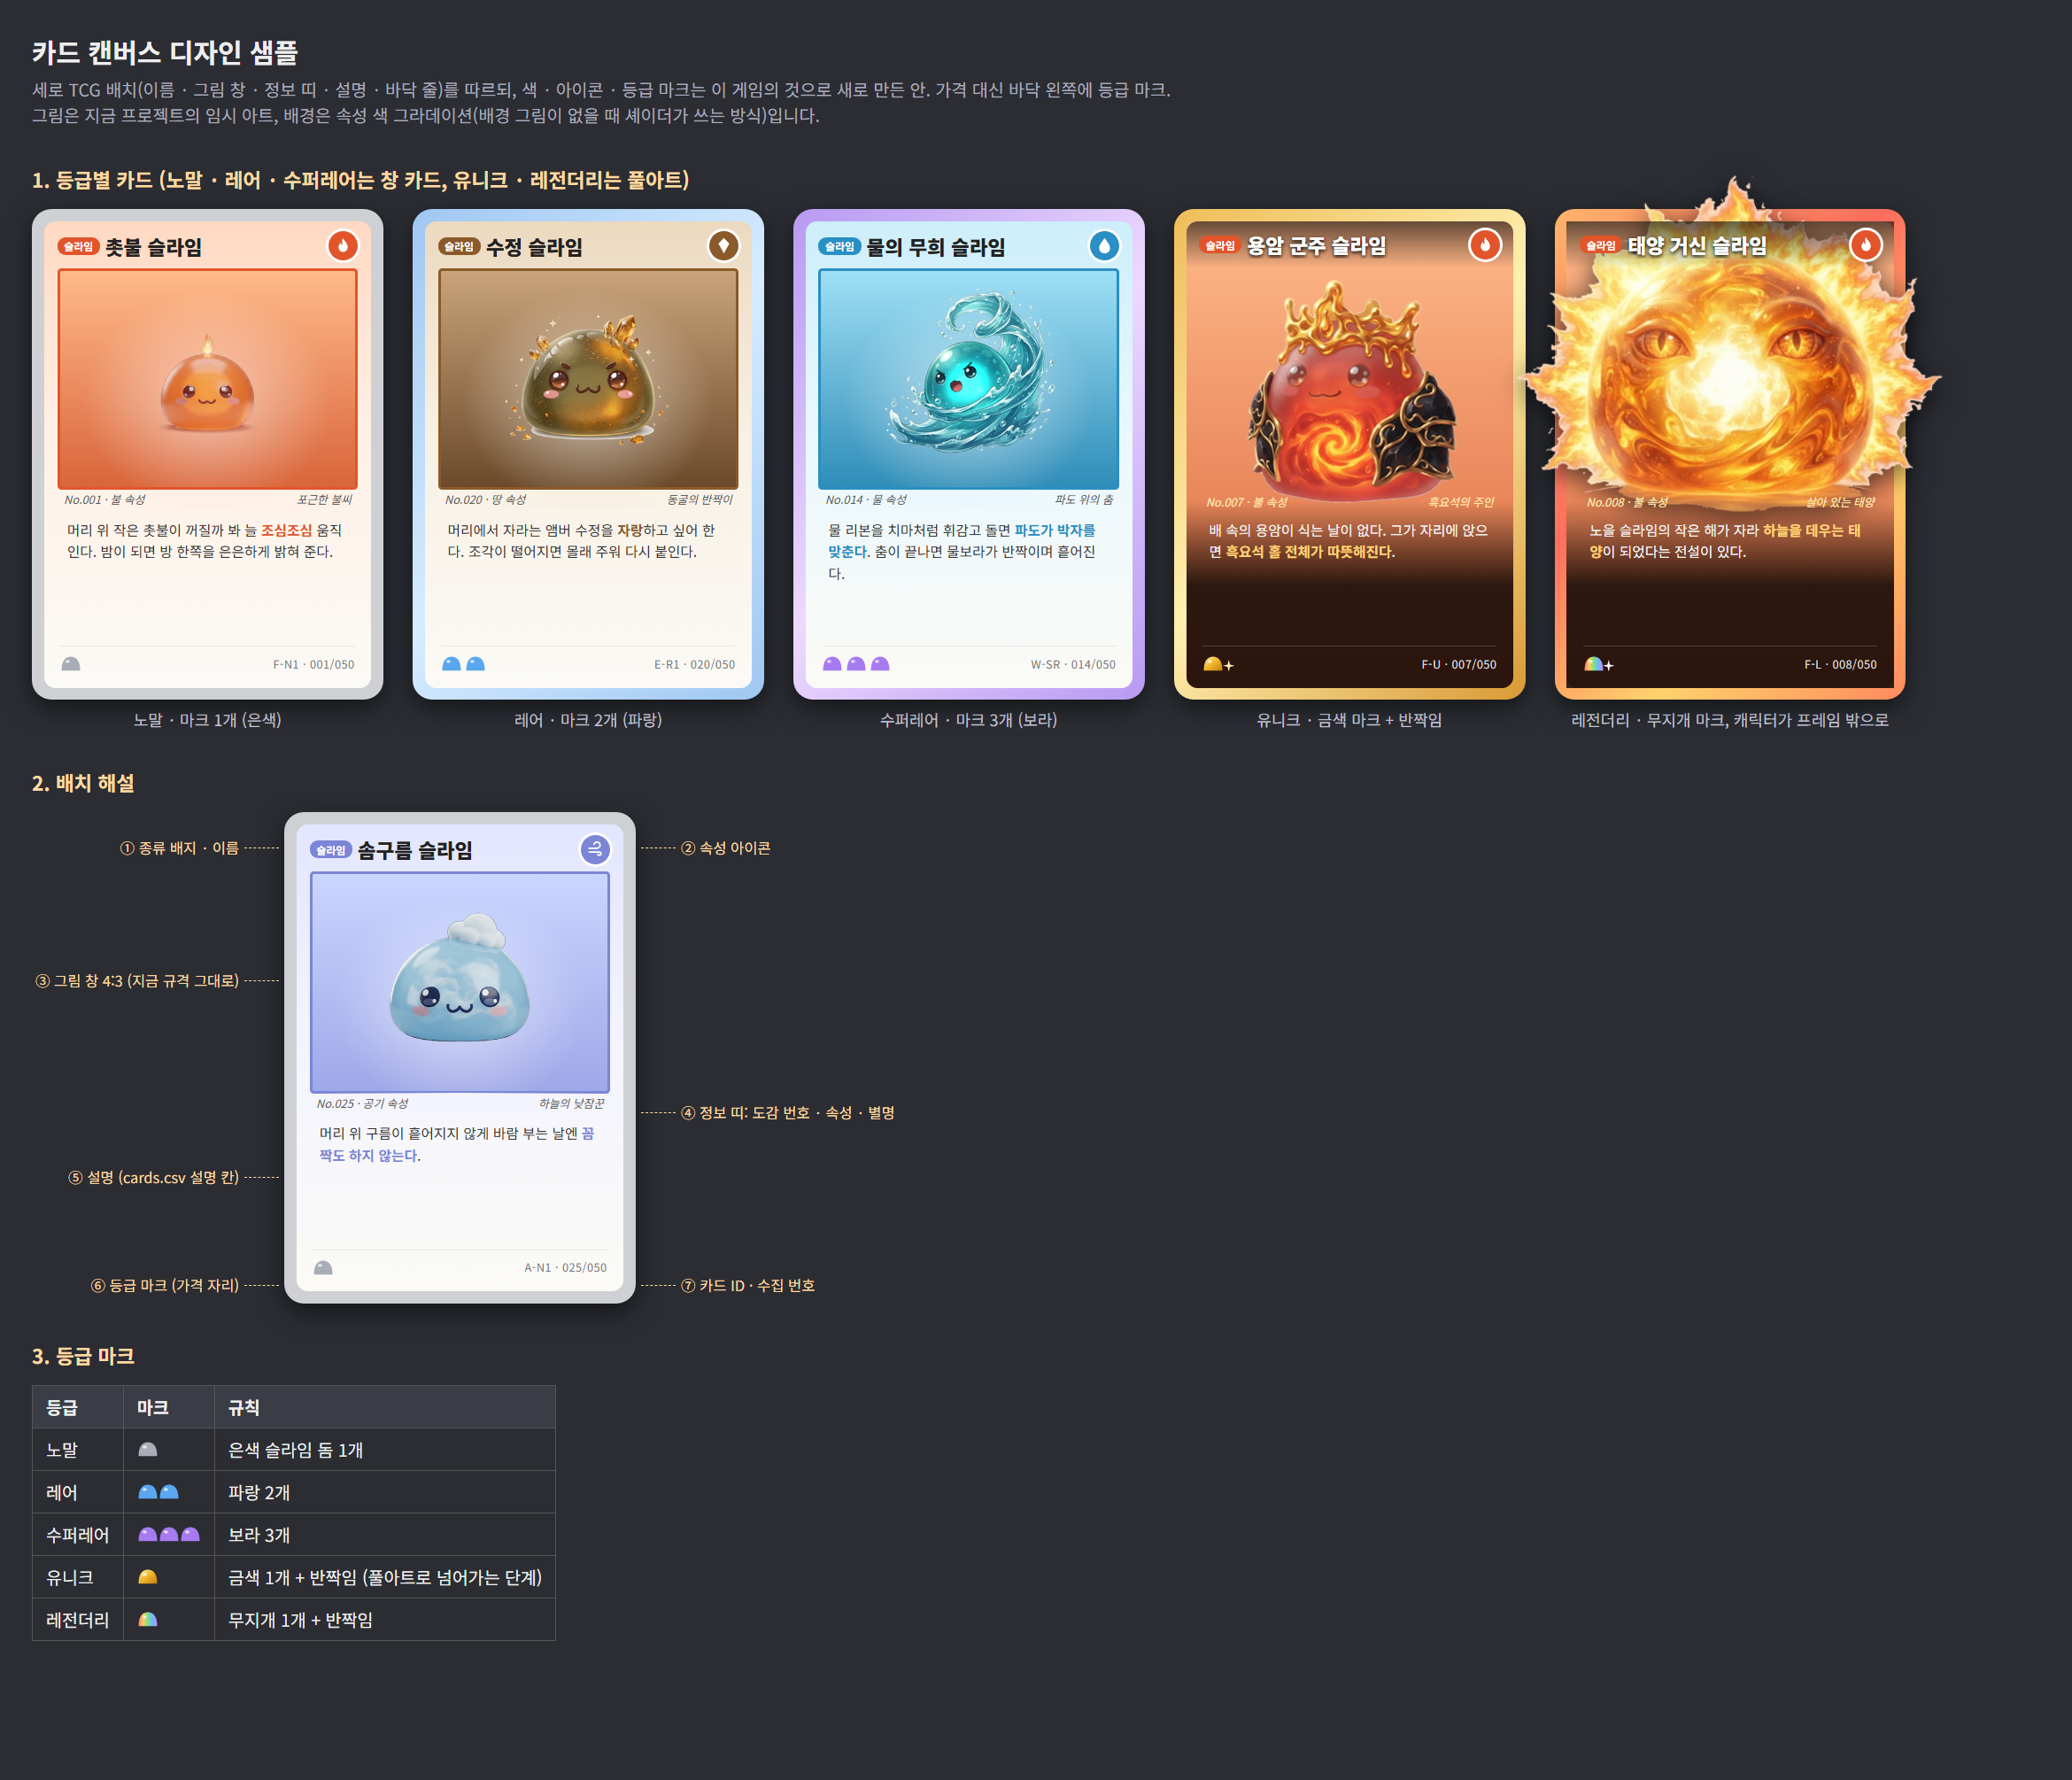 카드 캔버스 디자인 샘플
세로 TCG 배치(이름 · 그림 창 · 정보 띠 · 설명 · 바닥 줄)를 따르되, 색 · 아이콘 · 등급 마크는 이 게임의 것으로 새로 만든 안. 가격 대신 바닥 왼쪽에 등급 마크.
그림은 지금 프로젝트의 임시 아트, 배경은 속성 색 그라데이션(배경 그림이 없을 때 셰이더가 쓰는 방식)입니다.
1. 등급별 카드 (노말 · 레어 · 수퍼레어는 창 카드, 유니크 · 레전더리는 풀아트)
슬라임 촛불 슬라임
No.001 · 불 속성 포근한 불씨
머리 위 작은 촛불이 꺼질까 봐 늘 조심조심 움직
인다. 밤이 되면 방 한쪽을 은은하게 밝혀 준다.
F-N1 · 001/050
노말 · 마크 1개 (은색)
슬라임 수정 슬라임
No.020 · 땅 속성 동굴의 반짝이
머리에서 자라는 앰버 수정을 자랑하고 싶어 한
다. 조각이 떨어지면 몰래 주워 다시 붙인다.
E-R1 · 020/050
레어 · 마크 2개 (파랑)
슬라임 물의 무희 슬라임
No.014 · 물 속성 파도 위의 춤
물 리본을 치마처럼 휘감고 돌면 파도가 박자를
맞춘다. 춤이 끝나면 물보라가 반짝이며 흩어진
다.
W-SR · 014/050
수퍼레어 · 마크 3개 (보라)
슬라임 용암 군주 슬라임
No.007 · 불 속성 흑요석의 주인
배 속의 용암이 식는 날이 없다. 그가 자리에 앉으
면 흑요석 홀 전체가 따뜻해진다.
F-U · 007/050
유니크 · 금색 마크 + 반짝임
슬라임 태양 거신 슬라임
No.008 · 불 속성 살아 있는 태양
노을 슬라임의 작은 해가 자라 하늘을 데우는 태
양이 되었다는 전설이 있다.
F-L · 008/050
레전더리 · 무지개 마크, 캐릭터가 프레임 밖으로
2. 배치 해설
① 종류 배지 · 이름
② 속성 아이콘
③ 그림 창 4:3 (지금 규격 그대로)
④ 정보 띠: 도감 번호 · 속성 · 별명
⑤ 설명 (cards.csv 설명 칸)
⑥ 등급 마크 (가격 자리)
⑦ 카드 ID · 수집 번호
슬라임 솜구름 슬라임
No.025 · 공기 속성 하늘의 낮잠꾼
머리 위 구름이 흩어지지 않게 바람 부는 날엔 꼼
짝도 하지 않는다.
A-N1 · 025/050
3. 등급 마크
등급 마크 규칙
노말 은색 슬라임 돔 1개
레어 파랑 2개
수퍼레어 보라 3개
유니크 금색 1개 + 반짝임 (풀아트로 넘어가는 단계)
레전더리 무지개 1개 + 반짝임